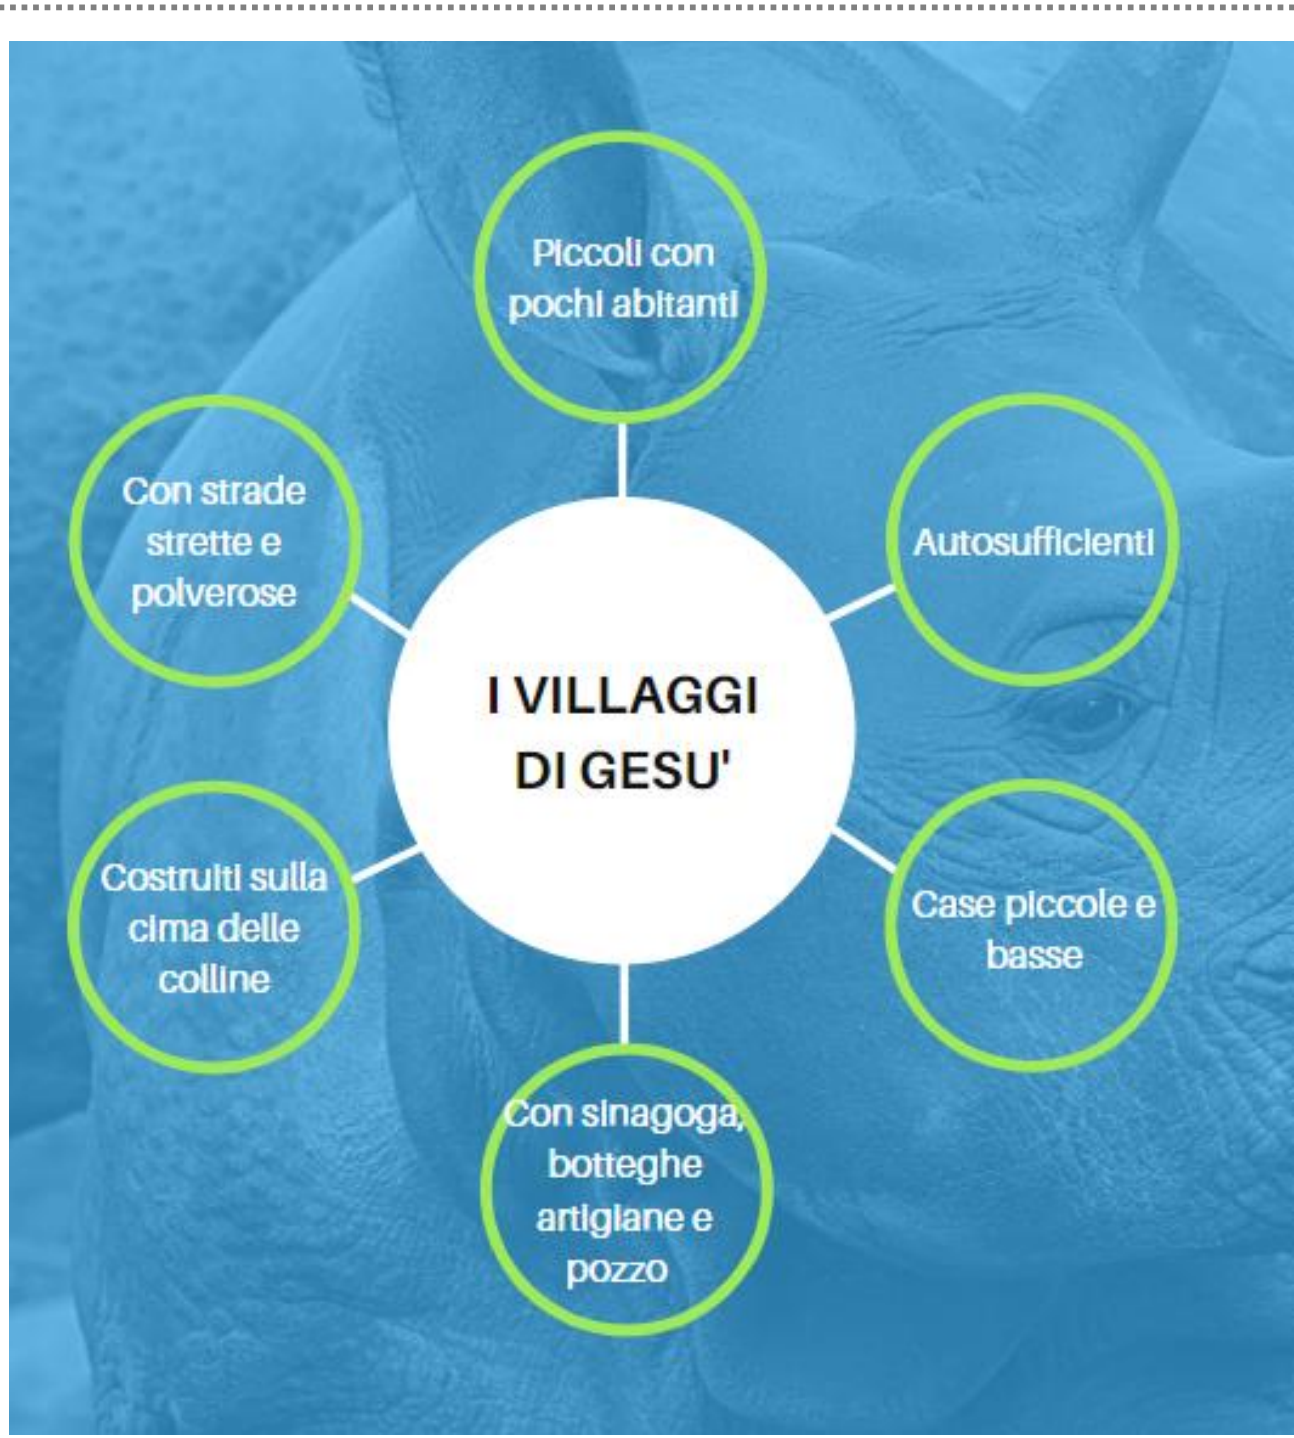 Piccoli con
pochi abitanti
Con strade
strette e
polverose
Autosufficienti
I VILLAGGI
DI GESU'
Costruiti sulla
cima delle
colline
Case piccole e
basse
Con sinagoga,
botteghe
artigiane e
pozzo